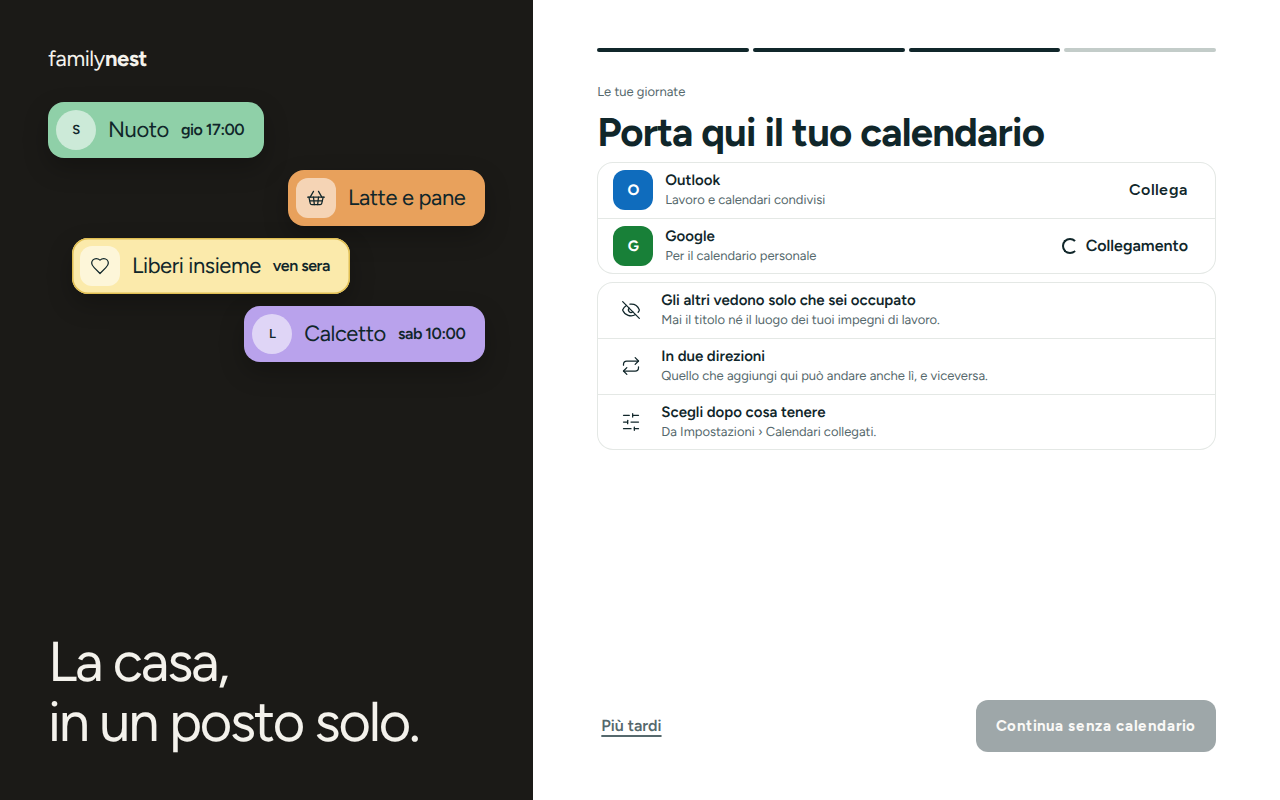 familynest
S Nuoto gio 17:00
Latte e pane
Liberi insieme ven sera
L Calcetto sab 10:00
La casa,
in un posto solo.
Le tue giornate
Porta qui il tuo calendario
O
Outlook
Lavoro e calendari condivisi
Collega
G
Google
Per il calendario personale
Collegamento
Gli altri vedono solo che sei occupato
Mai il titolo né il luogo dei tuoi impegni di lavoro.
In due direzioni
Quello che aggiungi qui può andare anche lì, e viceversa.
Scegli dopo cosa tenere
Da Impostazioni › Calendari collegati.
Più tardi
Continua senza calendario